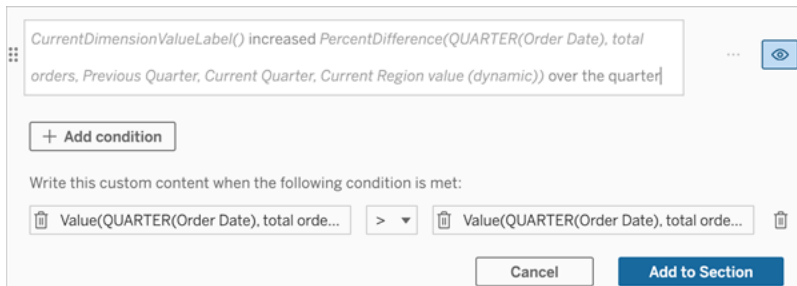 CurrentDimensionValueLabel() increased PercentDifference(QUARTER(Order Date), total
orders, Previous Quarter, Current Quarter, Current Region value (dynamic)) over the quarter
+ Add condition
Write this custom content when the following condition is met:
Value(QUARTER(Order Date), total orde... > Value(QUARTER(Order Date), total orde...
Cancel Add to Section